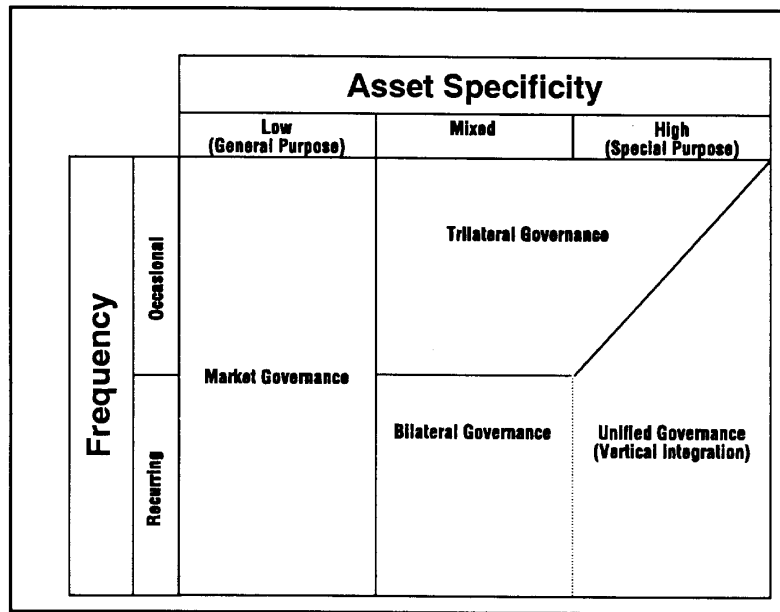 Asset Specificity
Low
(General Purpose)
Mixed
High
(Special Purpose)
Frequency
Occasional
Recurring
Trilateral Governance
Market Governance
Bilateral Governance
Unified Governance
(Vertical Integration)